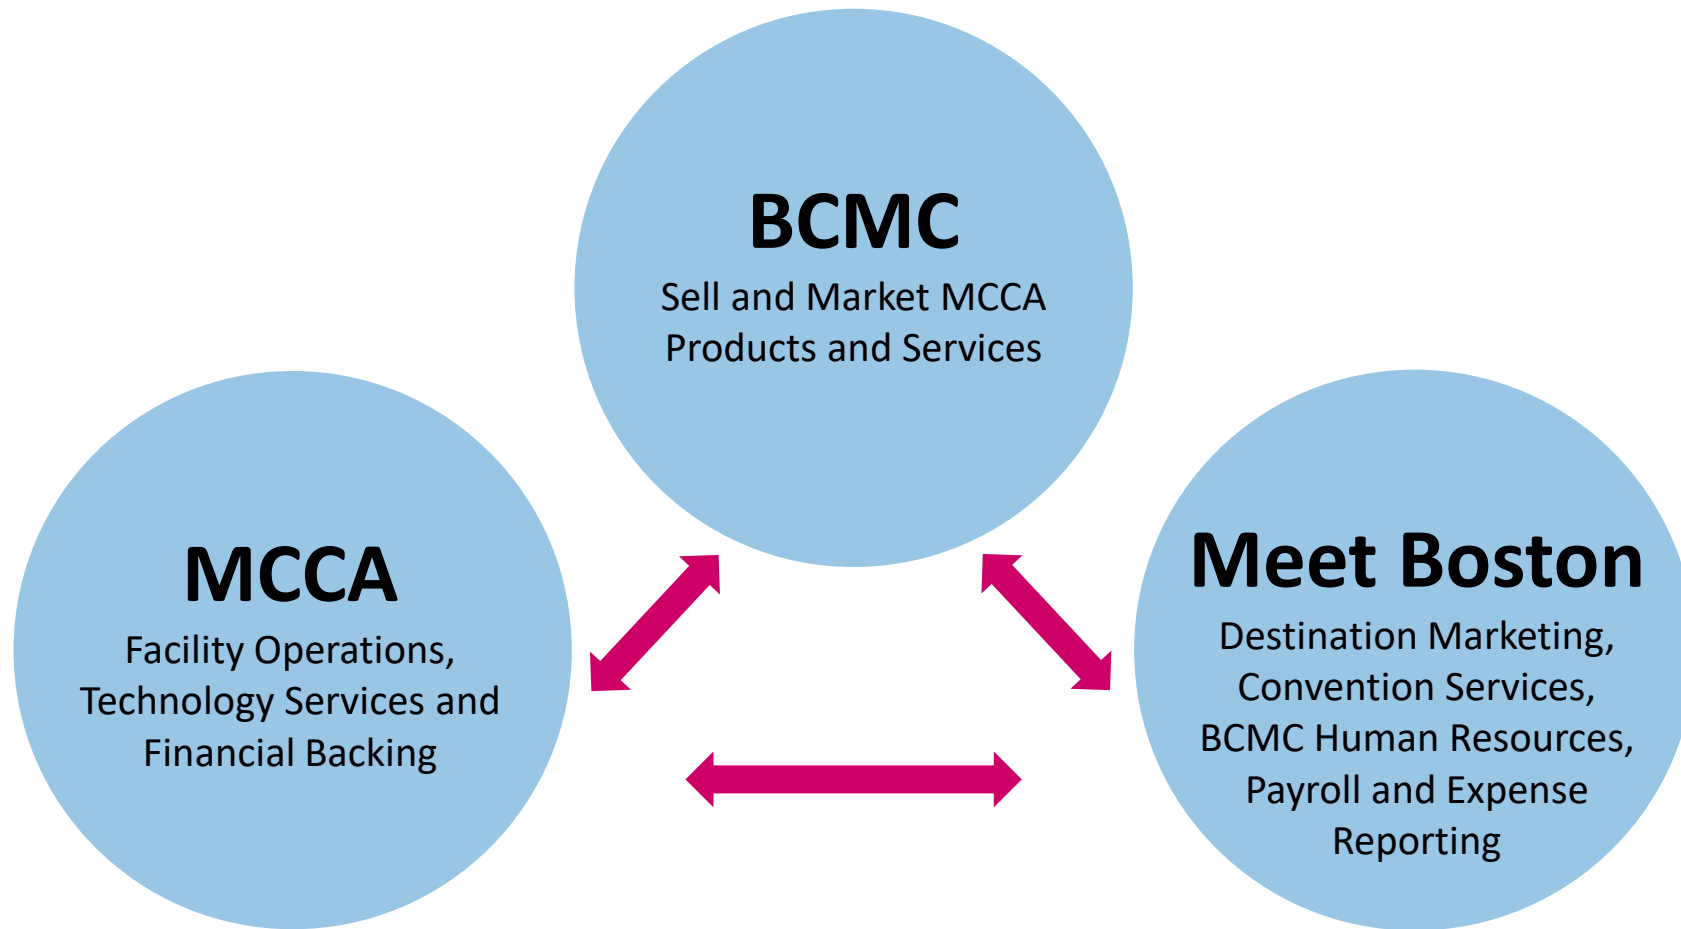 BCMC
Sell and Market MCCA
Products and Services
MCCA
Facility Operations,
Technology Services and
Financial Backing
Meet Boston
Destination Marketing,
Convention Services,
BCMC Human Resources,
Payroll and Expense
Reporting